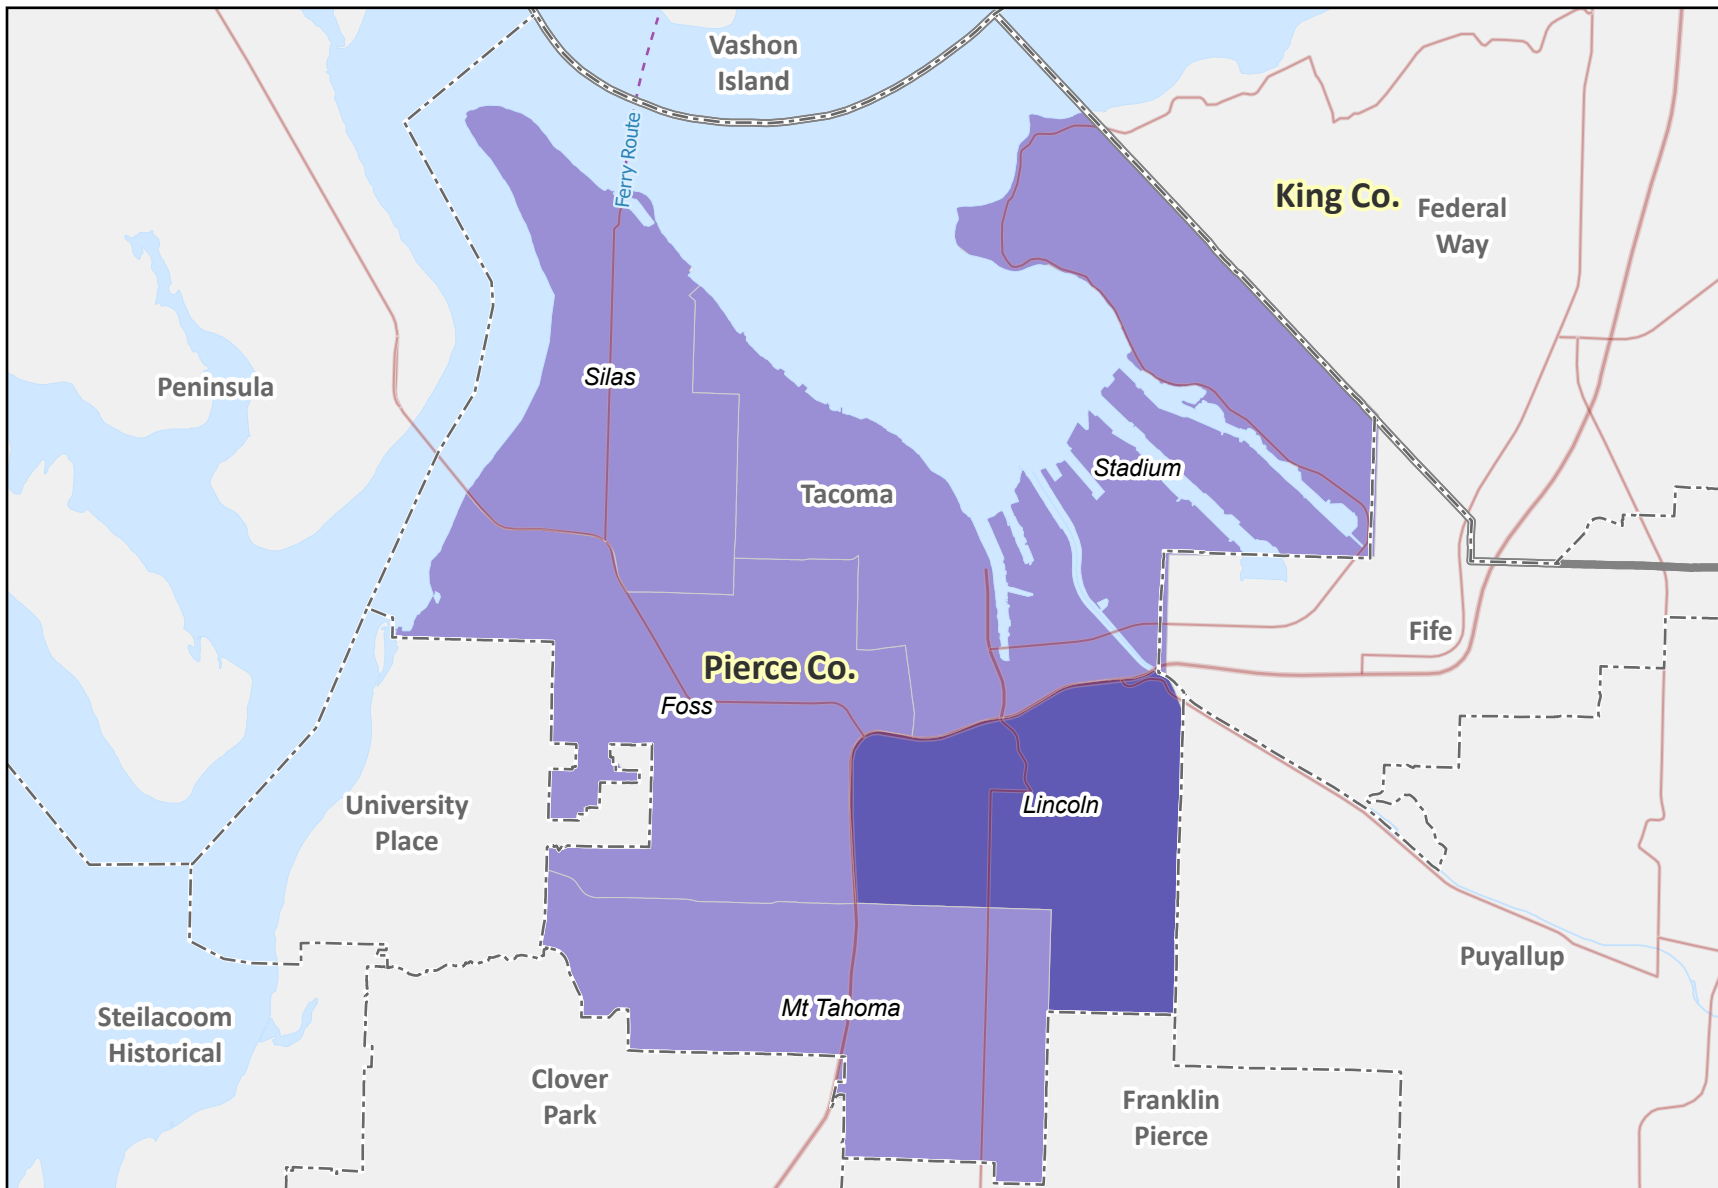 Vashon
Island
Ferry Route
King Co.
Federal
Way
Peninsula
Silas
Stadium
Tacoma
Fife
Pierce Co.
Foss
University
Place
Lincoln
Puyallup
Mt Tahoma
Steilacoom
Historical
Clover
Park
Franklin
Pierce